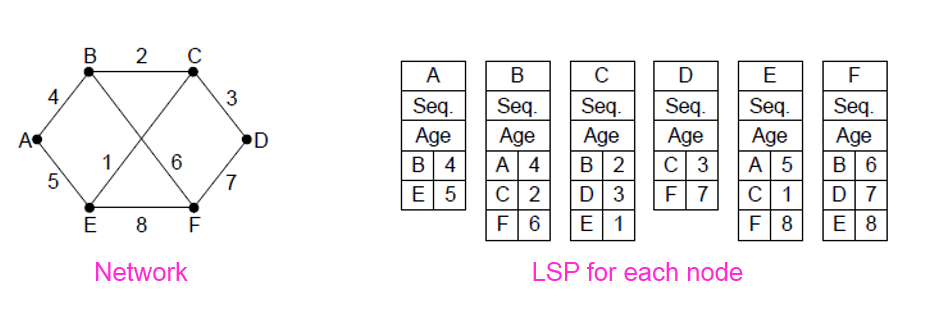 B 2 C
4 3
A D
1 6
5 7
E 8 F
Network
A B C D E F
Seq. Seq. Seq. Seq. Seq. Seq.
Age Age Age Age Age Age
B 4 A 4 B 2 C 3 A 5 B 6
E 5 C 2 D 3 F 7 C 1 D 7
F 6 E 1 F 8 E 8
LSP for each node